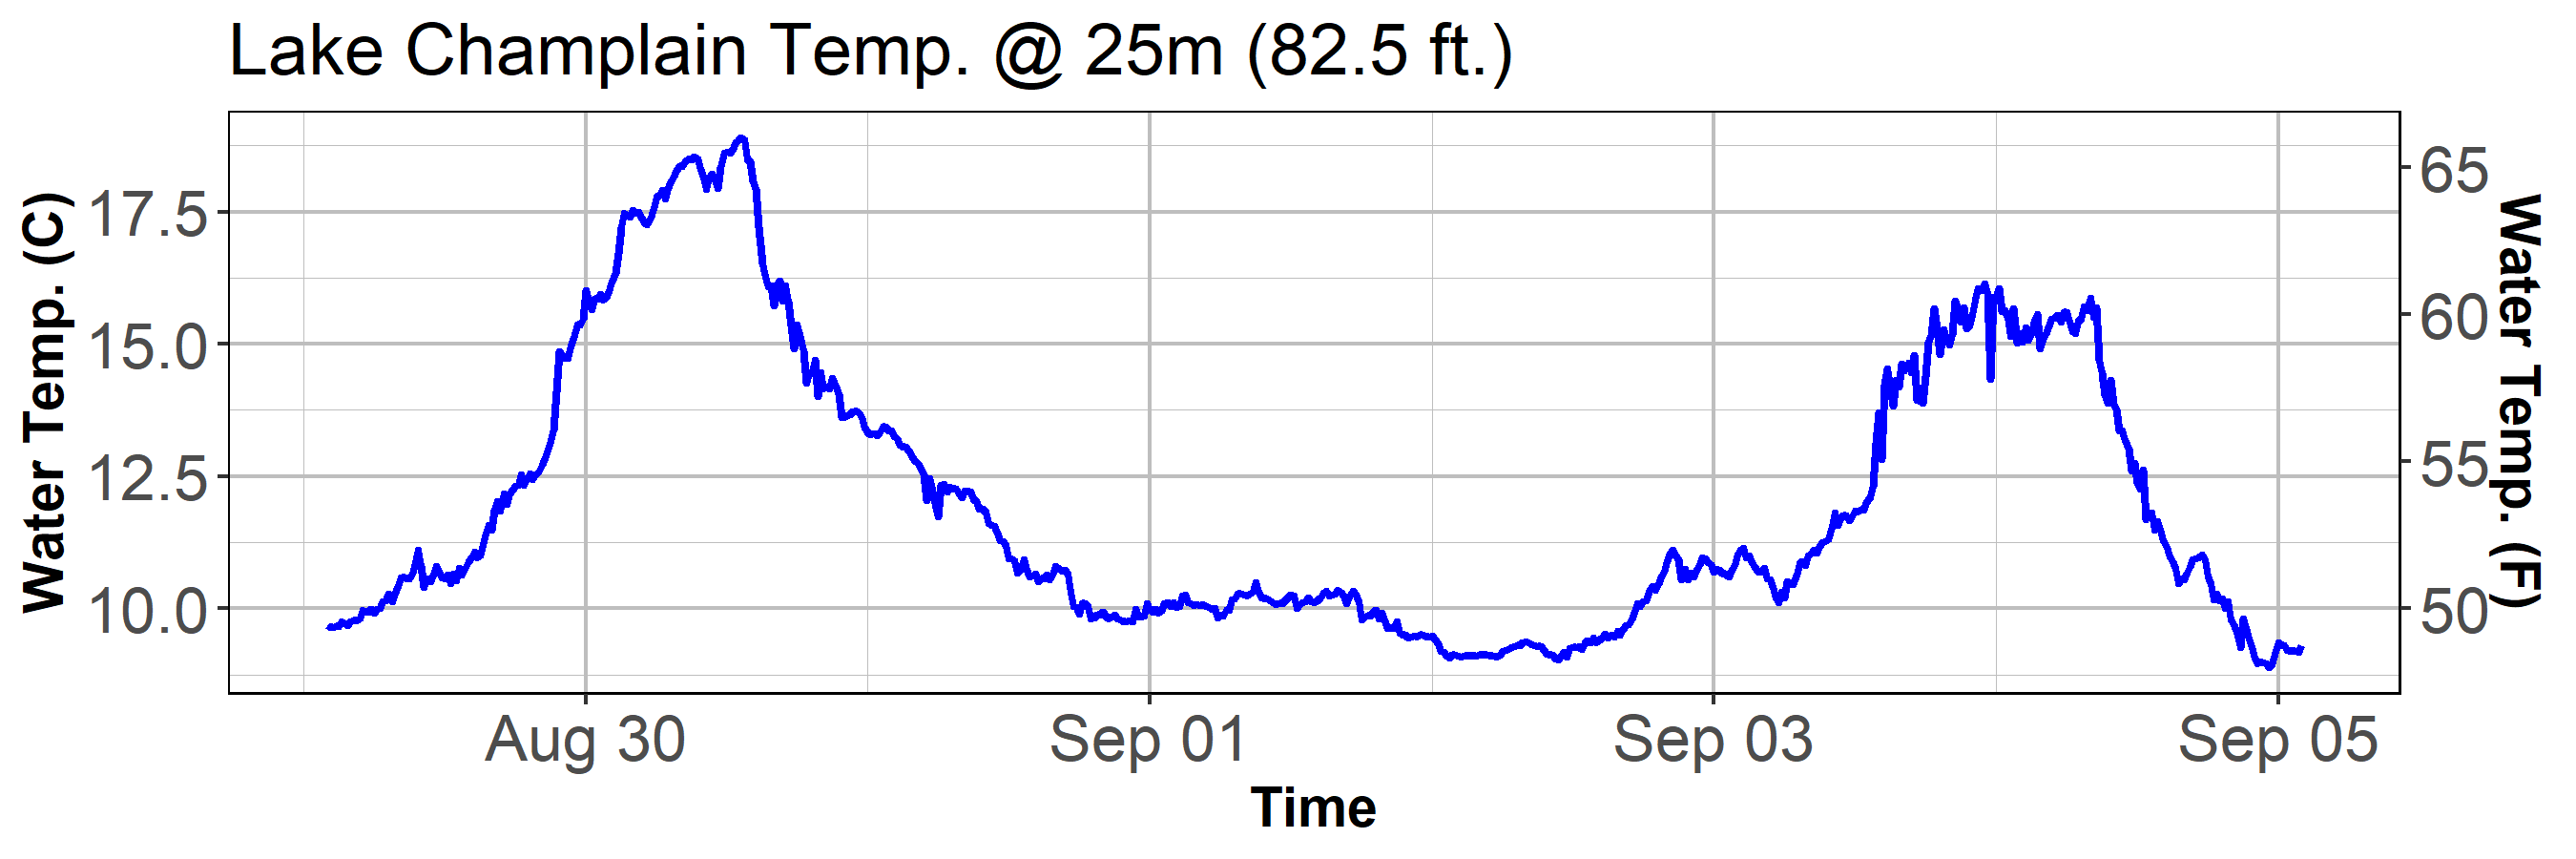 Lake Champlain Temp. @ 25m (82.5 ft.)
Water Temp. (C)
17.5
15.0
12.5
10.0
65
60
55
50
Water Temp. (F)
Aug 30
Sep 01
Sep 03
Sep 05
Time